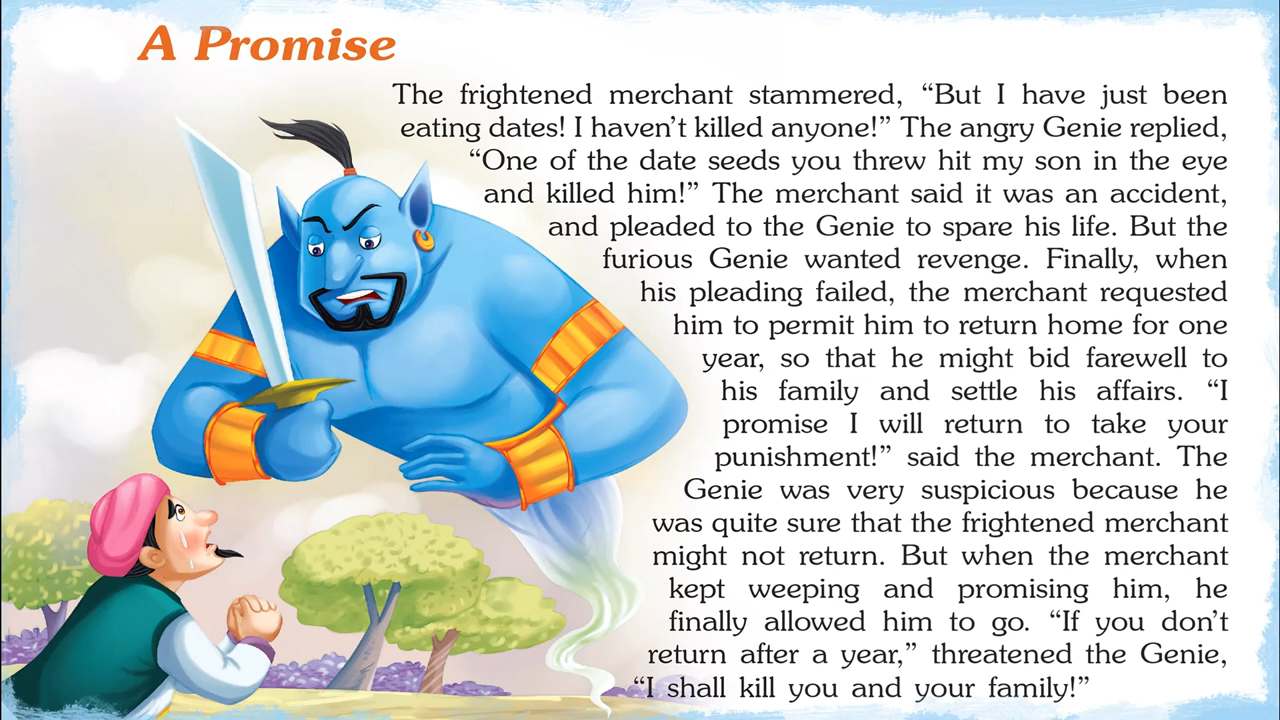 A Promise
The frightened merchant stammered, “But I have just been
eating dates! I haven’t killed anyone!” The angry Genie replied,
“One of the date seeds you threw hit my son in the eye
and killed him!” The merchant said it was an accident,
and pleaded to the Genie to spare his life. But the
furious Genie wanted revenge. Finally, when
his pleading failed, the merchant requested
him to permit him to return home for one
year, so that he might bid farewell to
his family and settle his affairs. “I
promise I will return to take your
punishment!” said the merchant. The
Genie was very suspicious because he
was quite sure that the frightened merchant
might not return. But when the merchant
kept weeping and promising him, he
finally allowed him to go. “If you don’t
return after a year,” threatened the Genie,
“I shall kill you and your family!”